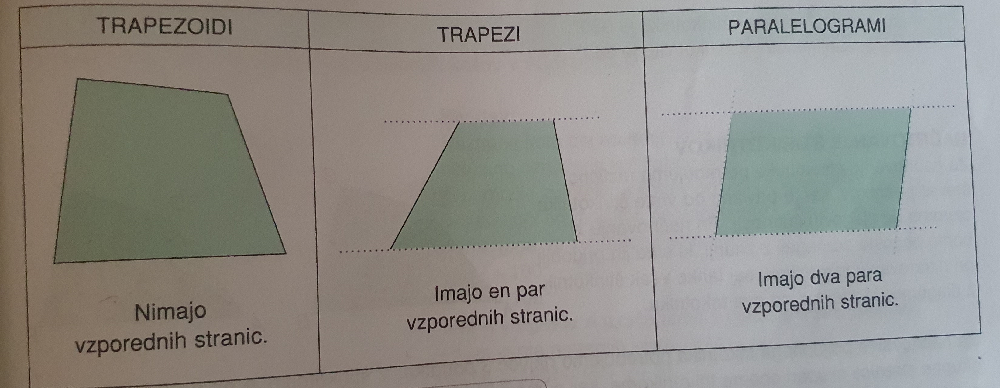 TRAPEZOIDI
TRAPEZI
PARALELOGRAMI
Nimajo
vzporednih stranic.
Imajo en par
vzporednih stranic.
Imajo dva para
vzporednih stranic.